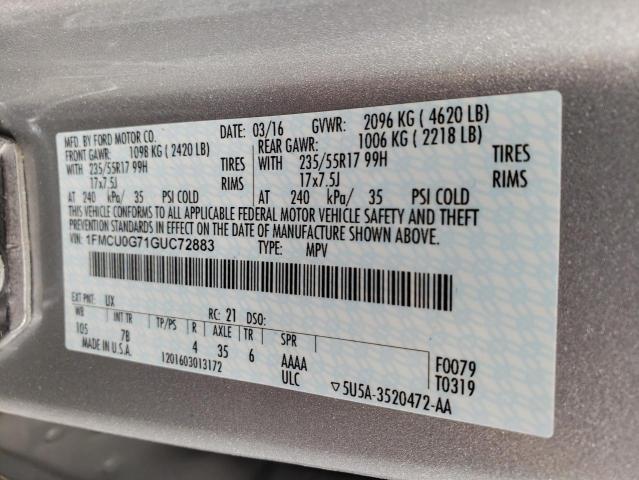 MFD. BY FORD MOTOR CO. DATE: 03/16 GVWR: 2096 KG ( 4620 LB)
FRONT GAWR: 1098 KG ( 2420 LB) REAR GAWR: 1006 KG ( 2218 LB)
WITH 235/55R17 99H TIRES WITH 235/55R17 99H TIRES
17x7.5J RIMS 17x7.5J RIMS
AT 240 kPa/ 35 PSI COLD AT 240 kPa/ 35 PSI COLD
THIS VEHICLE CONFORMS TO ALL APPLICABLE FEDERAL MOTOR VEHICLE SAFETY AND THEFT
PREVENTION STANDARDS IN EFFECT ON THE DATE OF MANUFACTURE SHOWN ABOVE.
VIN: 1FMCU0G71GUC72883 TYPE: MPV
EXT PNT: UX RC: 21 DSO:
WB INT TR TP/PS R AXLE TR SPR
105 7B 4 35 6 AAAA F0079
MADE IN U.S.A. 1201603013172 ULC T0319
▽5U5A-3520472-AA